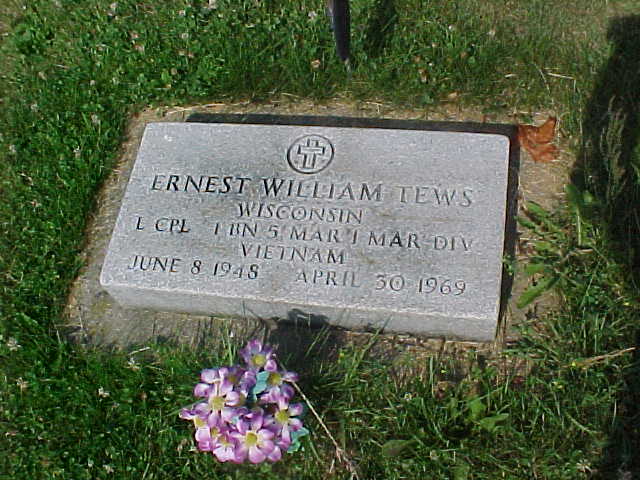 ERNEST WILLIAM TEWS
WISCONSIN
L CPL 1 BN 5 MAR 1 MAR DIV
VIETNAM
JUNE 8 1948 APRIL 30 1969